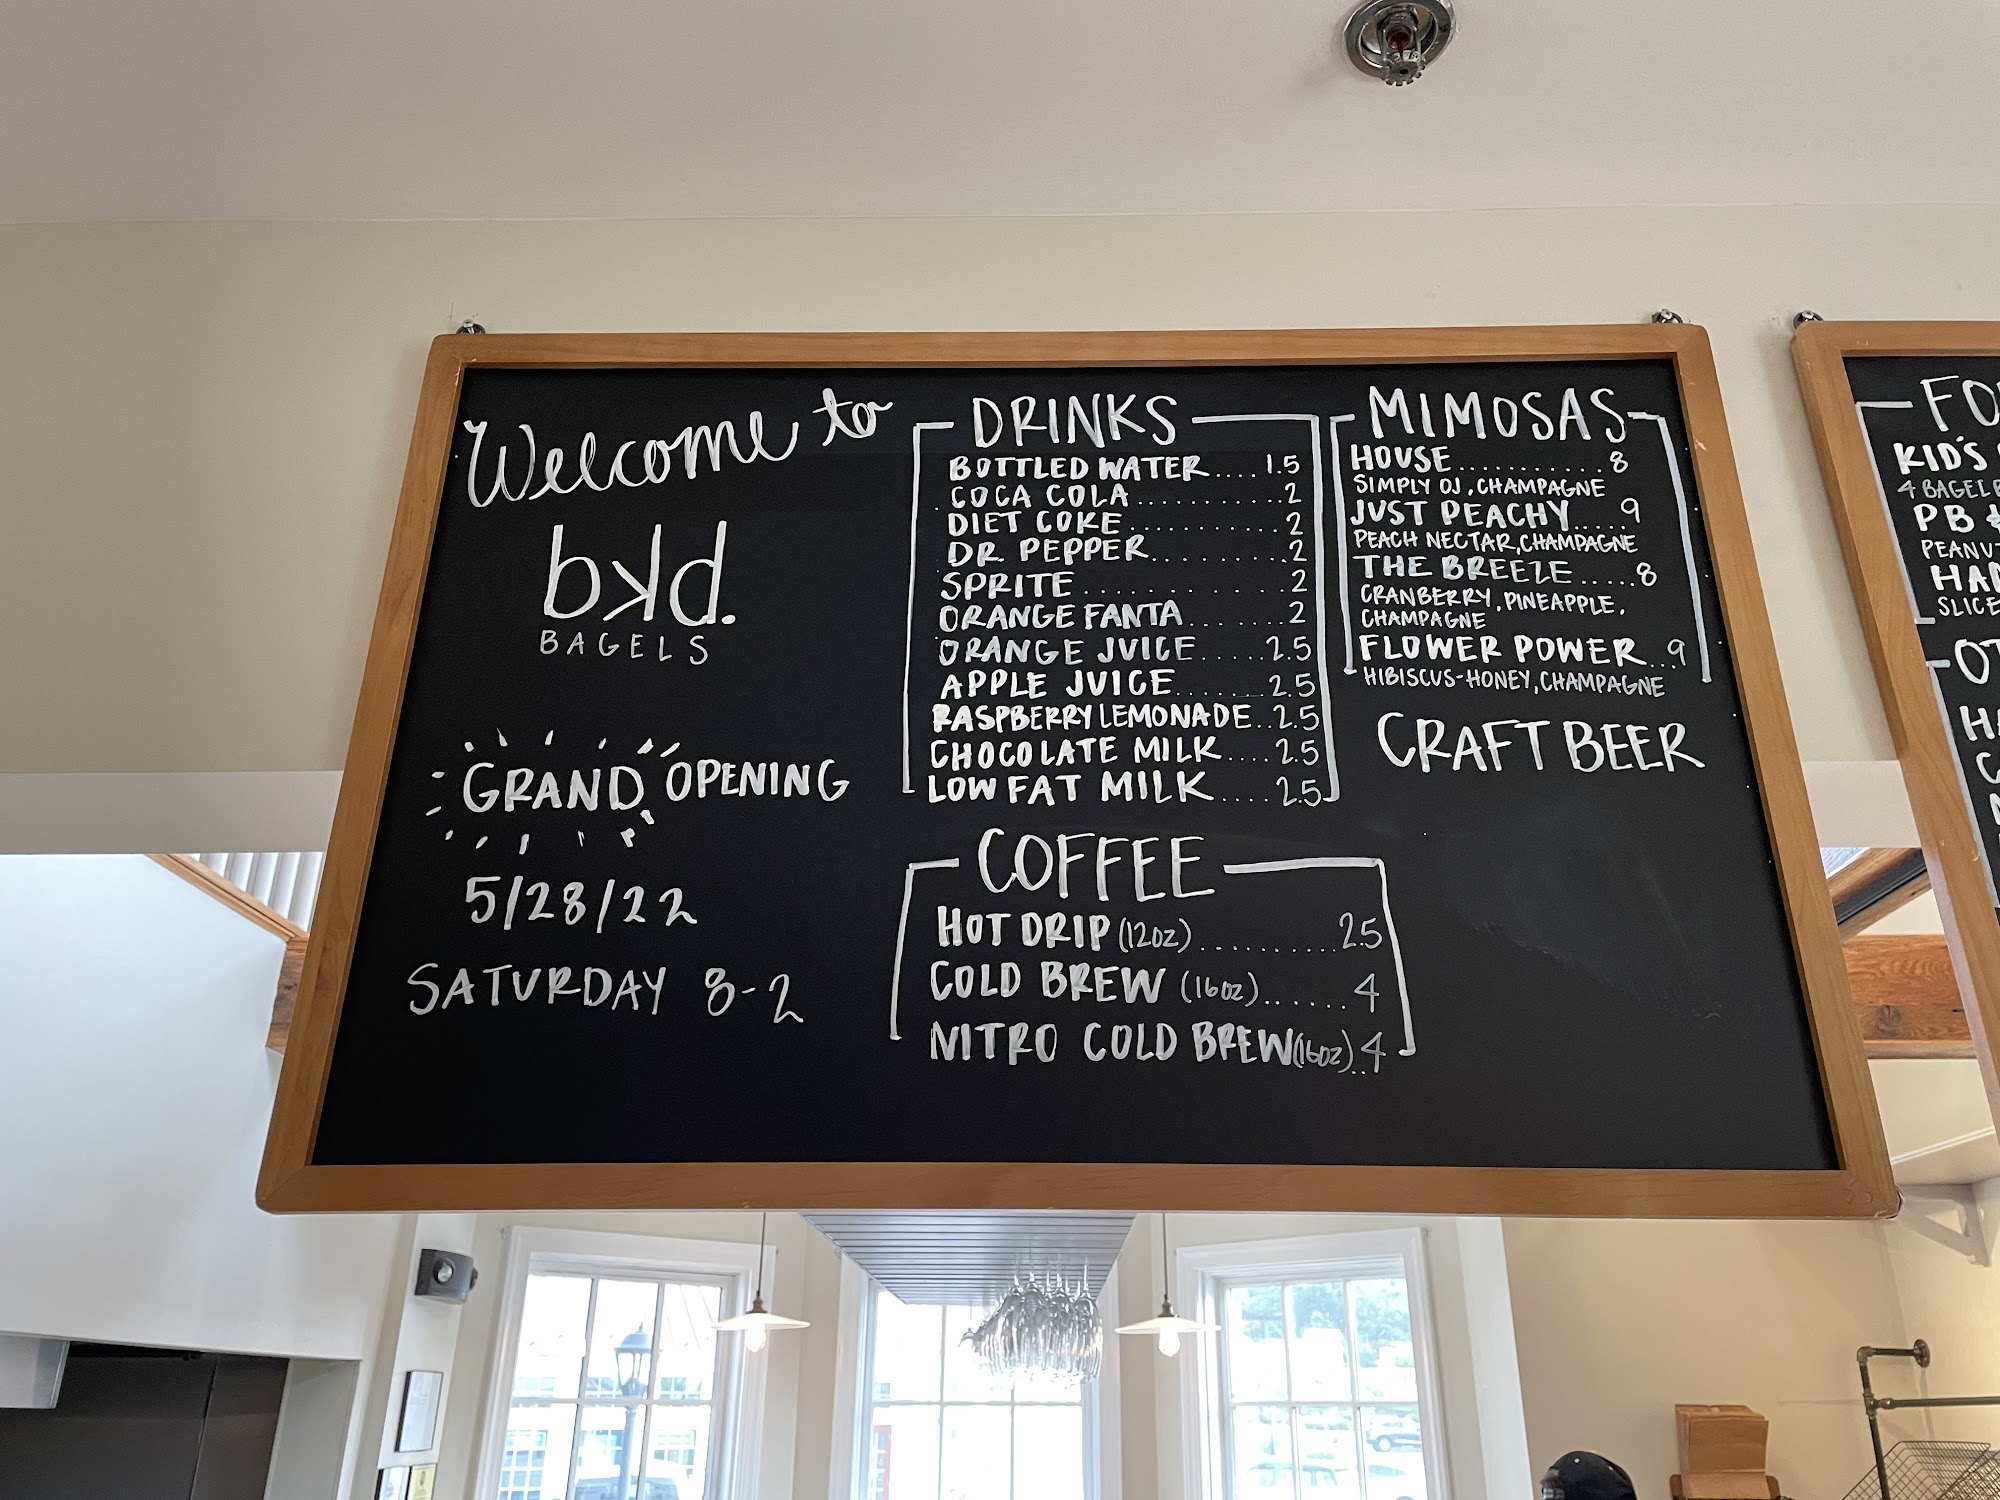 Welcome to
bkd.
BAGELS
GRAND OPENING
5/28/22
SATURDAY 8-2
DRINKS
BOTTLED WATER....1.5
COCA COLA............2
DIET COKE............2
DR. PEPPER.........2
SPRITE..............2
ORANGE FANTA.......2
ORANGE JUICE.....2.5
APPLE JUICE........2.5
RASPBERRY LEMONADE..2.5
CHOCOLATE MILK....2.5
LOW FAT MILK....2.5
COFFEE
HOT DRIP (12oz)..........2.5
COLD BREW (16oz)......4
NITRO COLD BREW (16oz)..4
MIMOSAS
HOUSE...........8
SIMPLY OJ, CHAMPAGNE
JUST PEACHY.....9
PEACH NECTAR, CHAMPAGNE
THE BREEZE.....8
CRANBERRY, PINEAPPLE,
CHAMPAGNE
FLOWER POWER...9
HIBISCUS-HONEY, CHAMPAGNE
CRAFT BEER
KID'S
4
PB &